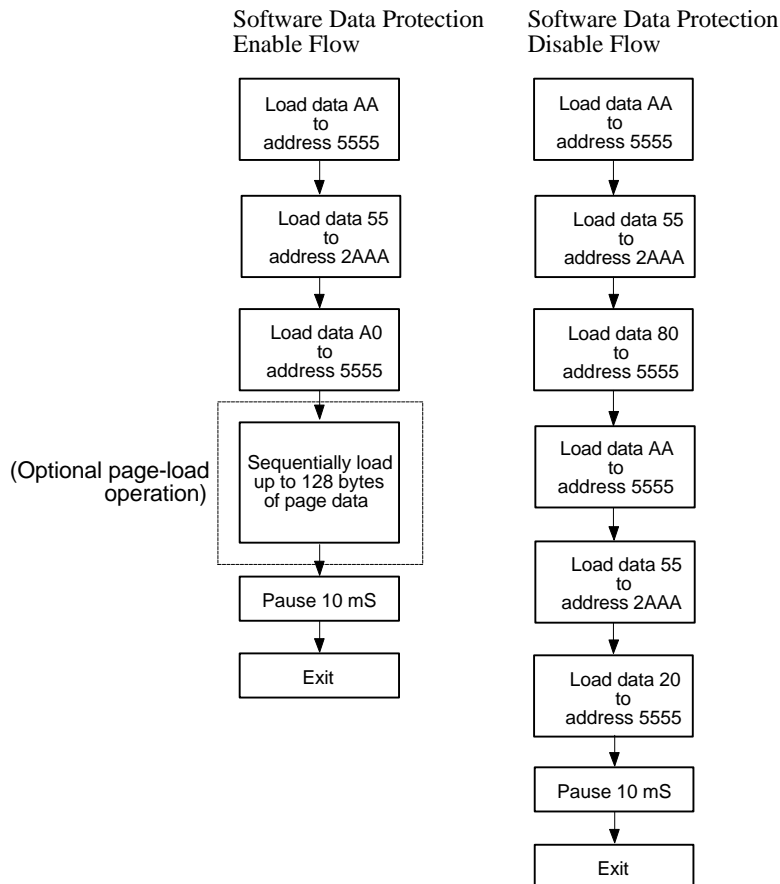 Software Data Protection
Enable Flow
Load data AA
to
address 5555
Load data 55
to
address 2AAA
Load data A0
to
address 5555
(Optional page-load
operation)
Sequentially load
up to 128 bytes
of page data
Pause 10 mS
Exit
Software Data Protection
Disable Flow
Load data AA
to
address 5555
Load data 55
to
address 2AAA
Load data 80
to
address 5555
Load data AA
to
address 5555
Load data 55
to
address 2AAA
Load data 20
to
address 5555
Pause 10 mS
Exit